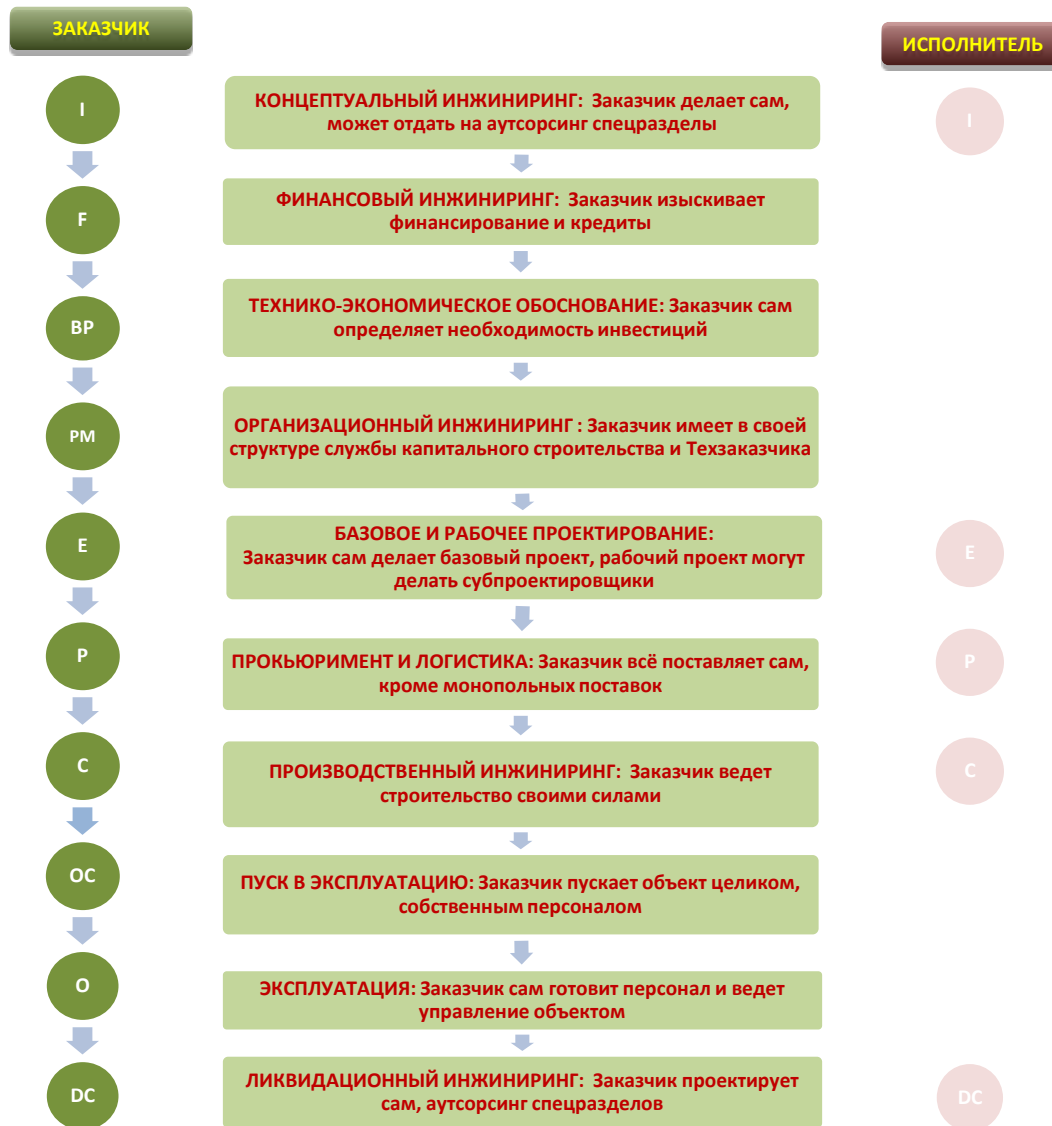 ЗАКАЗЧИК
ИСПОЛНИТЕЛЬ
I
КОНЦЕПТУАЛЬНЫЙ ИНЖИНИРИНГ: Заказчик делает сам,
может отдать на аутсорсинг спецразделы
I
F
ФИНАНСОВЫЙ ИНЖИНИРИНГ: Заказчик изыскивает
финансирование и кредиты
BP
ТЕХНИКО-ЭКОНОМИЧЕСКОЕ ОБОСНОВАНИЕ: Заказчик сам
определяет необходимость инвестиций
PM
ОРГАНИЗАЦИОННЫЙ ИНЖИНИРИНГ : Заказчик имеет в своей
структуре службы капитального строительства и Техзаказчика
E
БАЗОВОЕ И РАБОЧЕЕ ПРОЕКТИРОВАНИЕ:
Заказчик сам делает базовый проект, рабочий проект могут
делать субпроектировщики
E
P
ПРОКЬЮРИМЕНТ И ЛОГИСТИКА: Заказчик всё поставляет сам,
кроме монопольных поставок
P
C
ПРОИЗВОДСТВЕННЫЙ ИНЖИНИРИНГ: Заказчик ведет
строительство своими силами
C
OC
ПУСК В ЭКСПЛУАТАЦИЮ: Заказчик пускает объект целиком,
собственным персоналом
O
ЭКСПЛУАТАЦИЯ: Заказчик сам готовит персонал и ведет
управление объектом
DC
ЛИКВИДАЦИОННЫЙ ИНЖИНИРИНГ: Заказчик проектирует
сам, аутсорсинг спецразделов
DC